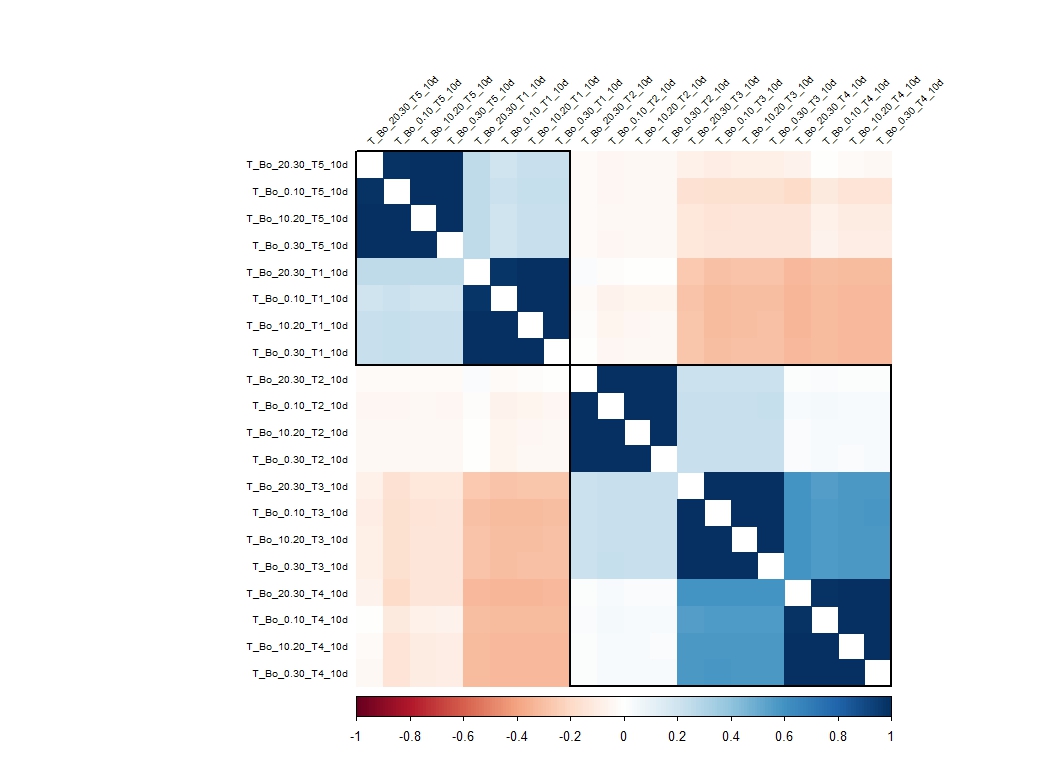 T_Bo_20.30_T5_10d
T_Bo_0.10_T5_10d
T_Bo_10.20_T5_10d
T_Bo_0.30_T5_10d
T_Bo_20.30_T1_10d
T_Bo_0.10_T1_10d
T_Bo_10.20_T1_10d
T_Bo_0.30_T1_10d
T_Bo_20.30_T2_10d
T_Bo_0.10_T2_10d
T_Bo_10.20_T2_10d
T_Bo_0.30_T2_10d
T_Bo_20.30_T3_10d
T_Bo_0.10_T3_10d
T_Bo_10.20_T3_10d
T_Bo_0.30_T3_10d
T_Bo_20.30_T4_10d
T_Bo_0.10_T4_10d
T_Bo_10.20_T4_10d
T_Bo_0.30_T4_10d
T_Bo_20.30_T5_10d
T_Bo_0.10_T5_10d
T_Bo_10.20_T5_10d
T_Bo_0.30_T5_10d
T_Bo_20.30_T1_10d
T_Bo_0.10_T1_10d
T_Bo_10.20_T1_10d
T_Bo_0.30_T1_10d
T_Bo_20.30_T2_10d
T_Bo_0.10_T2_10d
T_Bo_10.20_T2_10d
T_Bo_0.30_T2_10d
T_Bo_20.30_T3_10d
T_Bo_0.10_T3_10d
T_Bo_10.20_T3_10d
T_Bo_0.30_T3_10d
T_Bo_20.30_T4_10d
T_Bo_0.10_T4_10d
T_Bo_10.20_T4_10d
T_Bo_0.30_T4_10d
-1 -0.8 -0.6 -0.4 -0.2 0 0.2 0.4 0.6 0.8 1